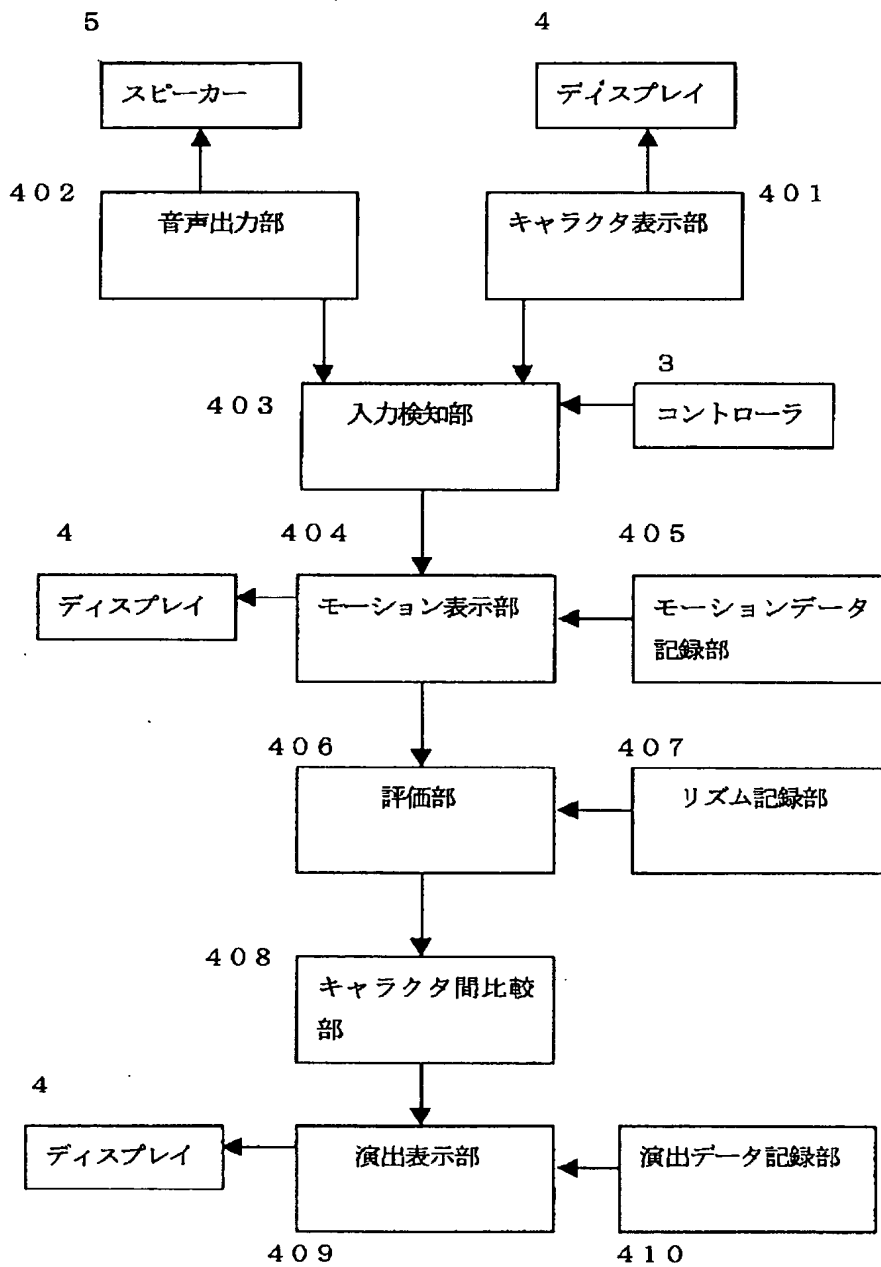 ５
４
スピーカー
ディスプレイ
４０２
音声出力部
キャラクタ表示部
４０１
３
４０３
入力検知部
コントローラ
４
４０４
４０５
ディスプレイ
モーション表示部
モーションデータ
記録部
４０６
４０７
評価部
リズム記録部
４０８
キャラクタ間比較
部
４
ディスプレイ
演出表示部
演出データ記録部
４０９
４１０